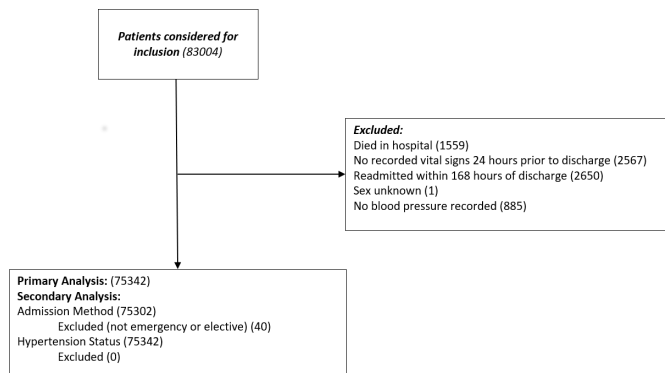 Patients considered for
inclusion (83004)
Excluded:
Died in hospital (1559)
No recorded vital signs 24 hours prior to discharge (2567)
Readmitted within 168 hours of discharge (2650)
Sex unknown (1)
No blood pressure recorded (885)
Primary Analysis: (75342)
Secondary Analysis:
Admission Method (75302)
Excluded (not emergency or elective) (40)
Hypertension Status (75342)
Excluded (0)